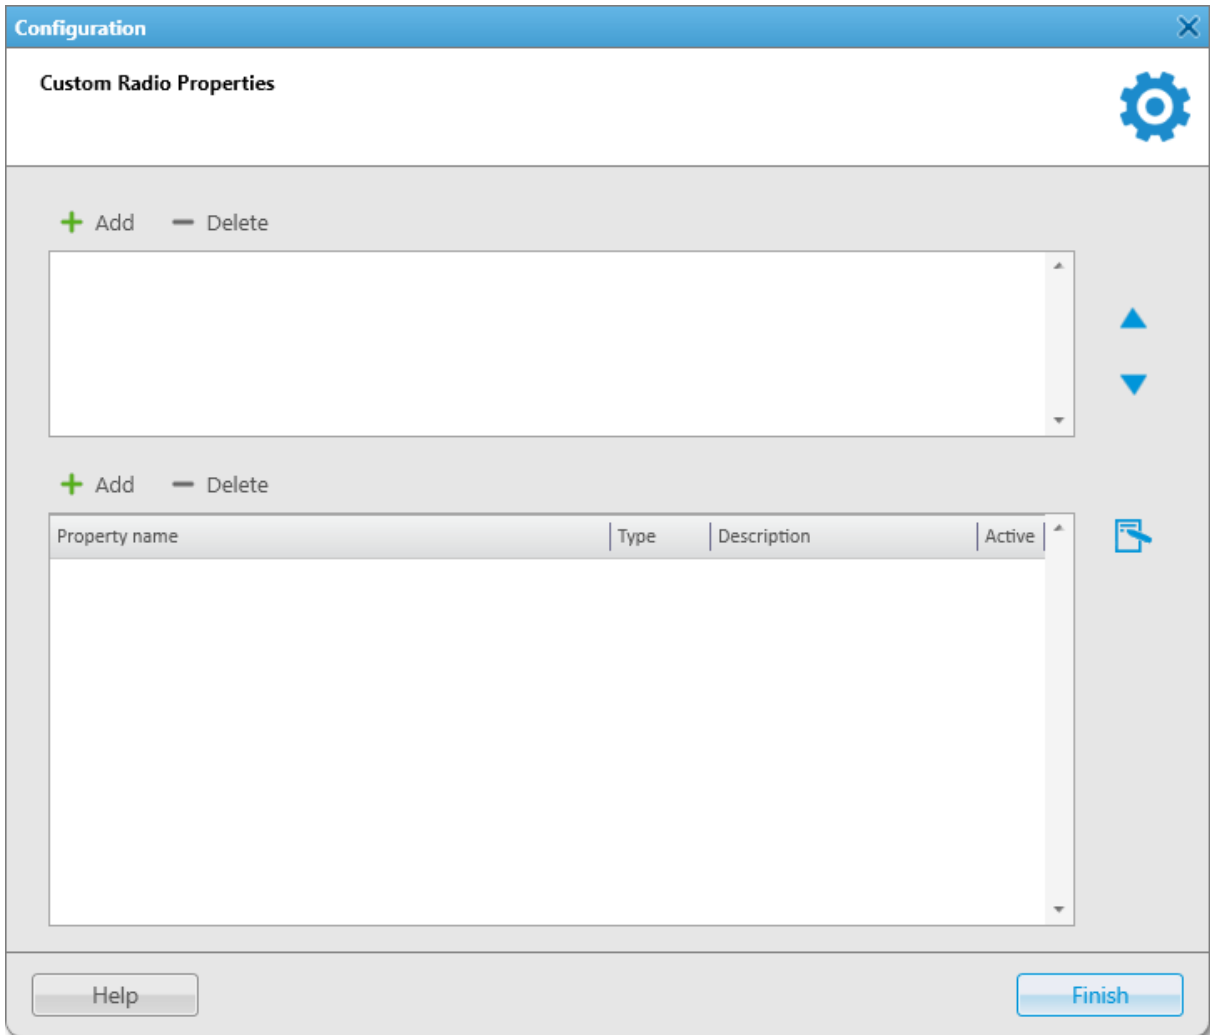 Configuration
Custom Radio Properties
Add Delete
Add Delete
Property name Type Description Active
Help Finish